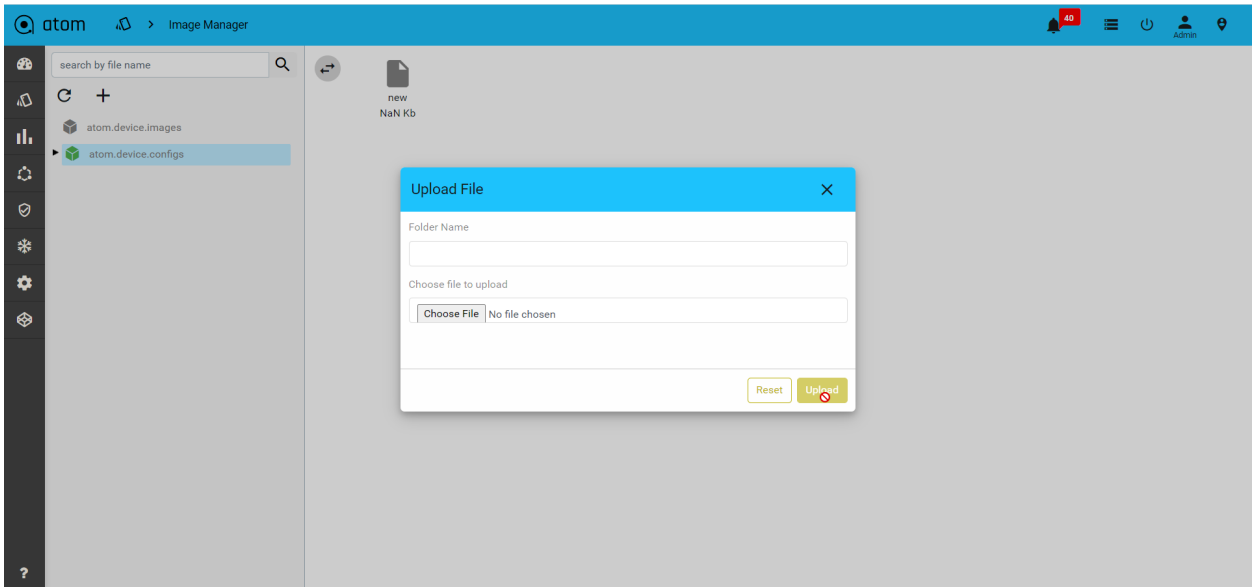 atom > Image Manager 40 Admin
search by file name
atom.device.images
atom.device.configs
new
NaN Kb
Upload File
Folder Name
Choose file to upload
Choose File No file chosen
Reset Upload
?